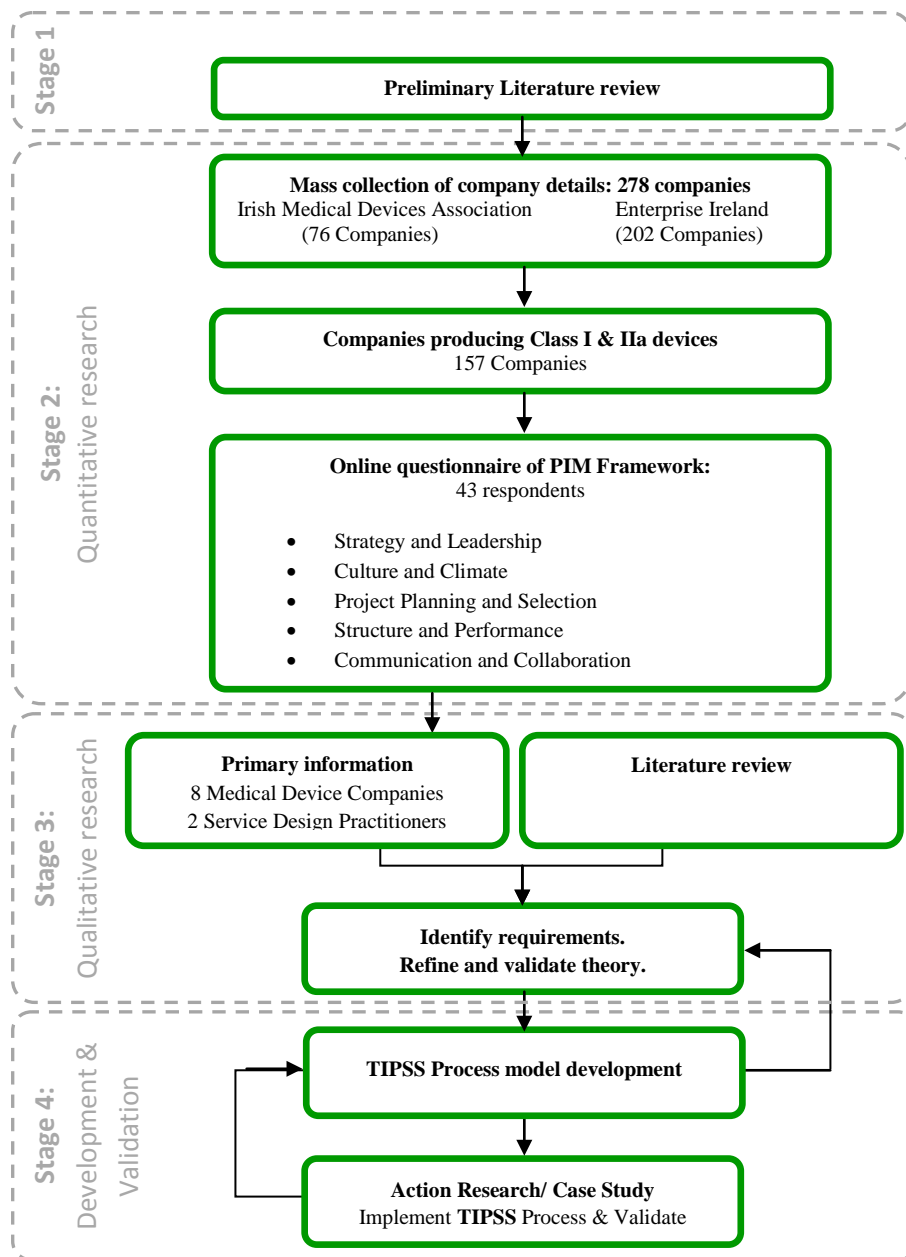 Stage 1
Preliminary Literature review
Stage 2:
Quantitative research
Mass collection of company details: 278 companies
Irish Medical Devices Association Enterprise Ireland
(76 Companies) (202 Companies)
Companies producing Class I & IIa devices
157 Companies
Online questionnaire of PIM Framework:
43 respondents
• Strategy and Leadership
• Culture and Climate
• Project Planning and Selection
• Structure and Performance
• Communication and Collaboration
Stage 3:
Qualitative research
Primary information
8 Medical Device Companies
2 Service Design Practitioners
Literature review
Identify requirements.
Refine and validate theory.
Stage 4:
Development &
Validation
TIPSS Process model development
Action Research/ Case Study
Implement TIPSS Process & Validate